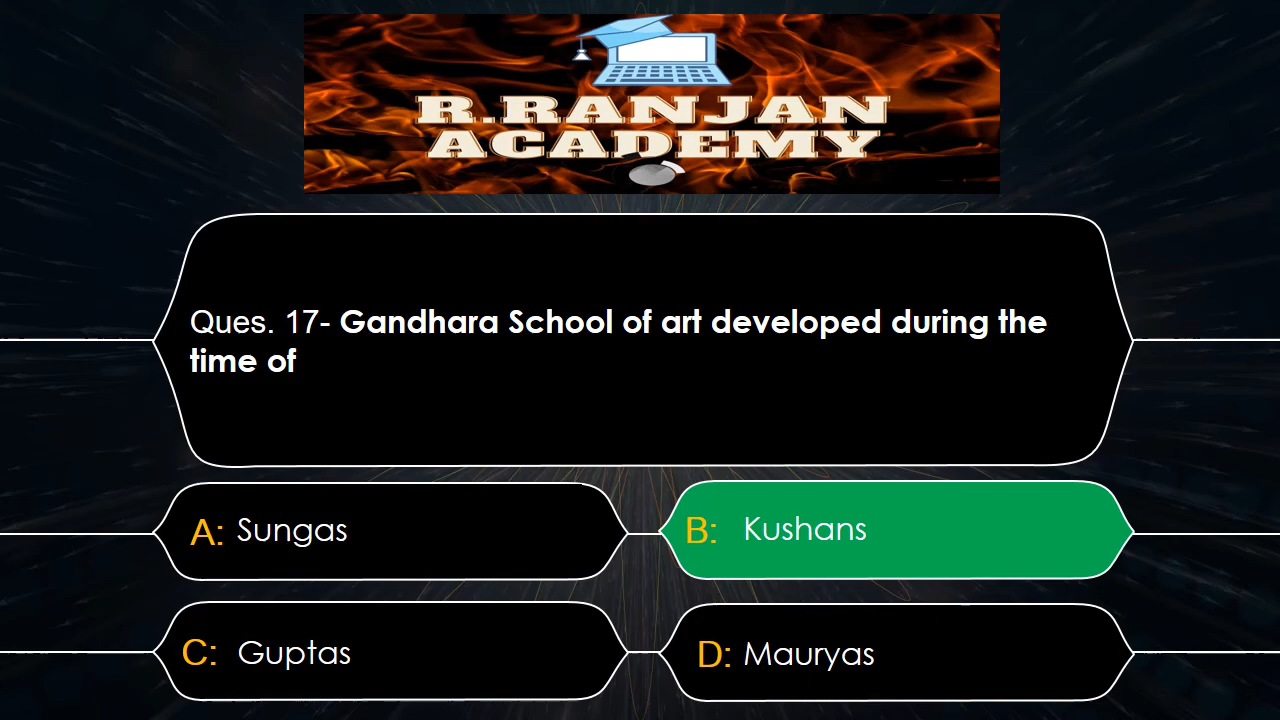 R.RANJAN
ACADEMY
Ques. 17- Gandhara School of art developed during the
time of
A: Sungas
B: Kushans
C: Guptas
D: Mauryas